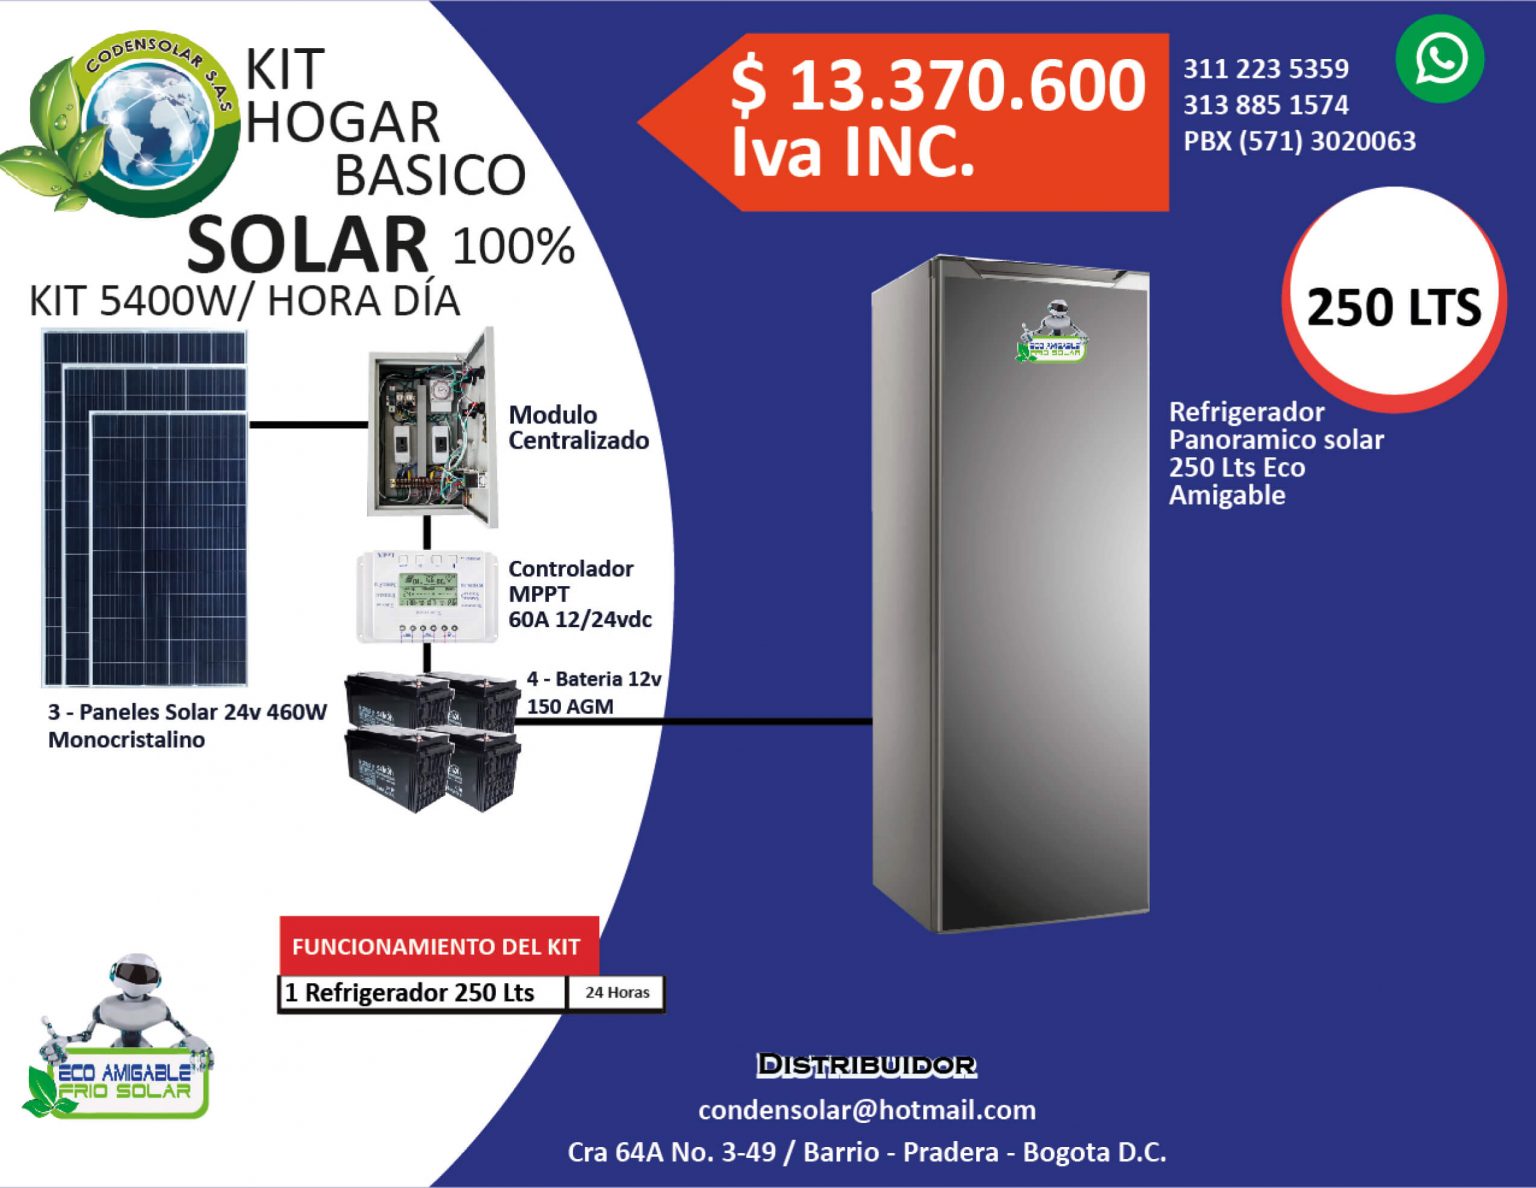 CODENSOLAR S.A.S
KIT
HOGAR
BASICO
SOLAR 100%
KIT 5400W/ HORA DÍA
$ 13.370.600
Iva INC.
311 223 5359
313 885 1574
PBX (571) 3020063
250 LTS
Refrigerador
Panoramico solar
250 Lts Eco
Amigable
ECO AMIGABLE
FRIO SOLAR
Modulo
Centralizado
Controlador
MPPT
60A 12/24vdc
4 - Bateria 12v
150 AGM
3 - Paneles Solar 24v 460W
Monocristalino
FUNCIONAMIENTO DEL KIT
1 Refrigerador 250 Lts 24 Horas
ECO AMIGABLE
FRIO SOLAR
DISTRIBUIDOR
condensolar@hotmail.com
Cra 64A No. 3-49 / Barrio - Pradera - Bogota D.C.